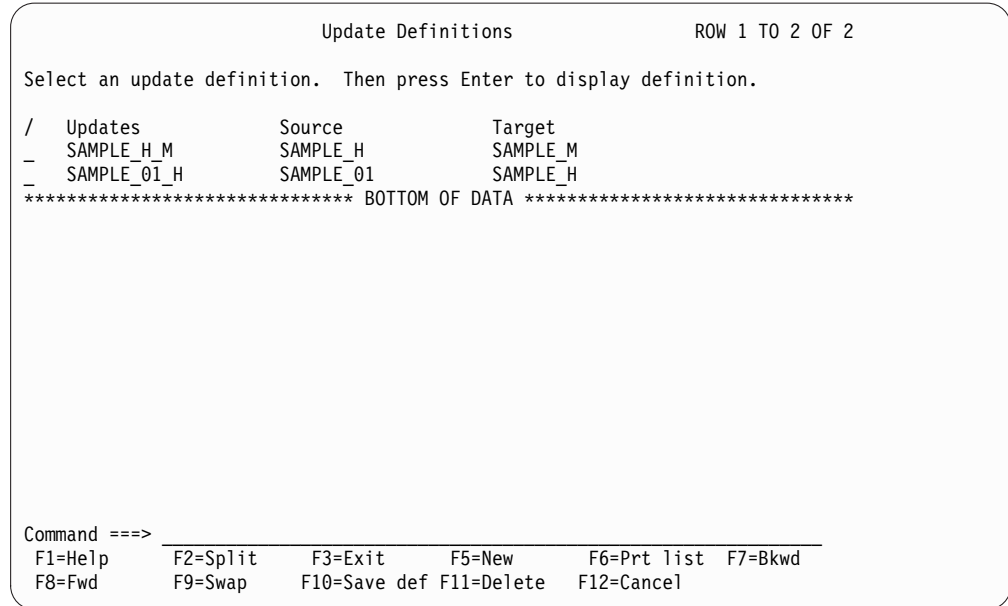 Update Definitions ROW 1 TO 2 OF 2
Select an update definition. Then press Enter to display definition.
/ Updates Source Target
_ SAMPLE_H_M SAMPLE_H SAMPLE_M
_ SAMPLE_01_H SAMPLE_01 SAMPLE_H
******************************* BOTTOM OF DATA *******************************
Command ===> ______________________________________________________________
F1=Help F2=Split F3=Exit F5=New F6=Prt list F7=Bkwd
F8=Fwd F9=Swap F10=Save def F11=Delete F12=Cancel